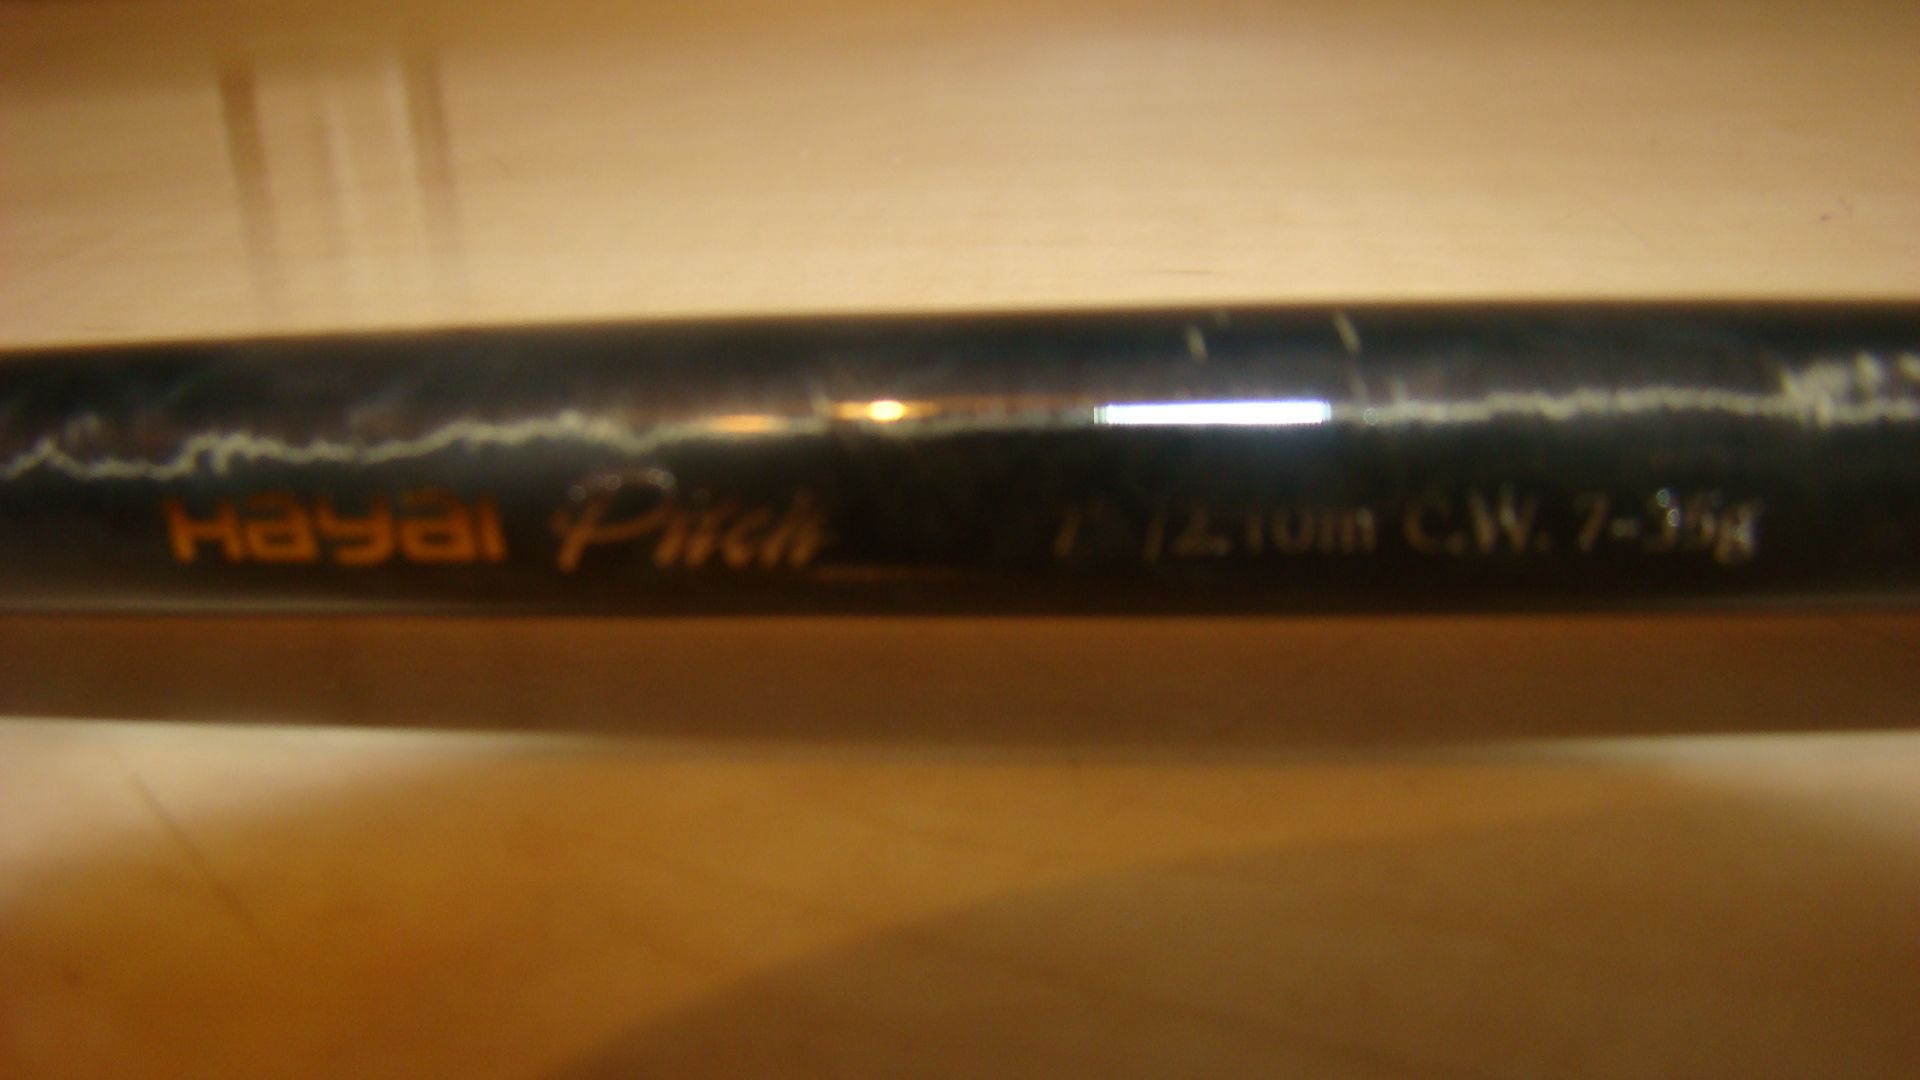 Hayai Pitch /2.10m C.W. 7-35g